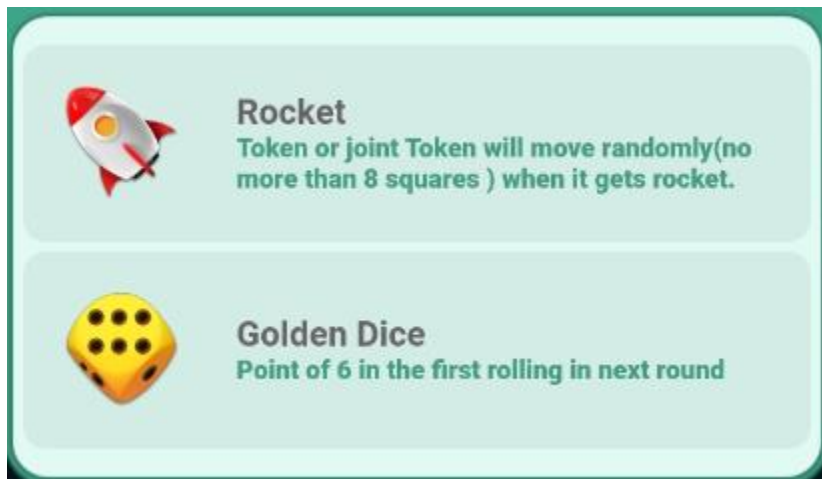 Rocket
Token or joint Token will move randomly(no
more than 8 squares ) when it gets rocket.
Golden Dice
Point of 6 in the first rolling in next round